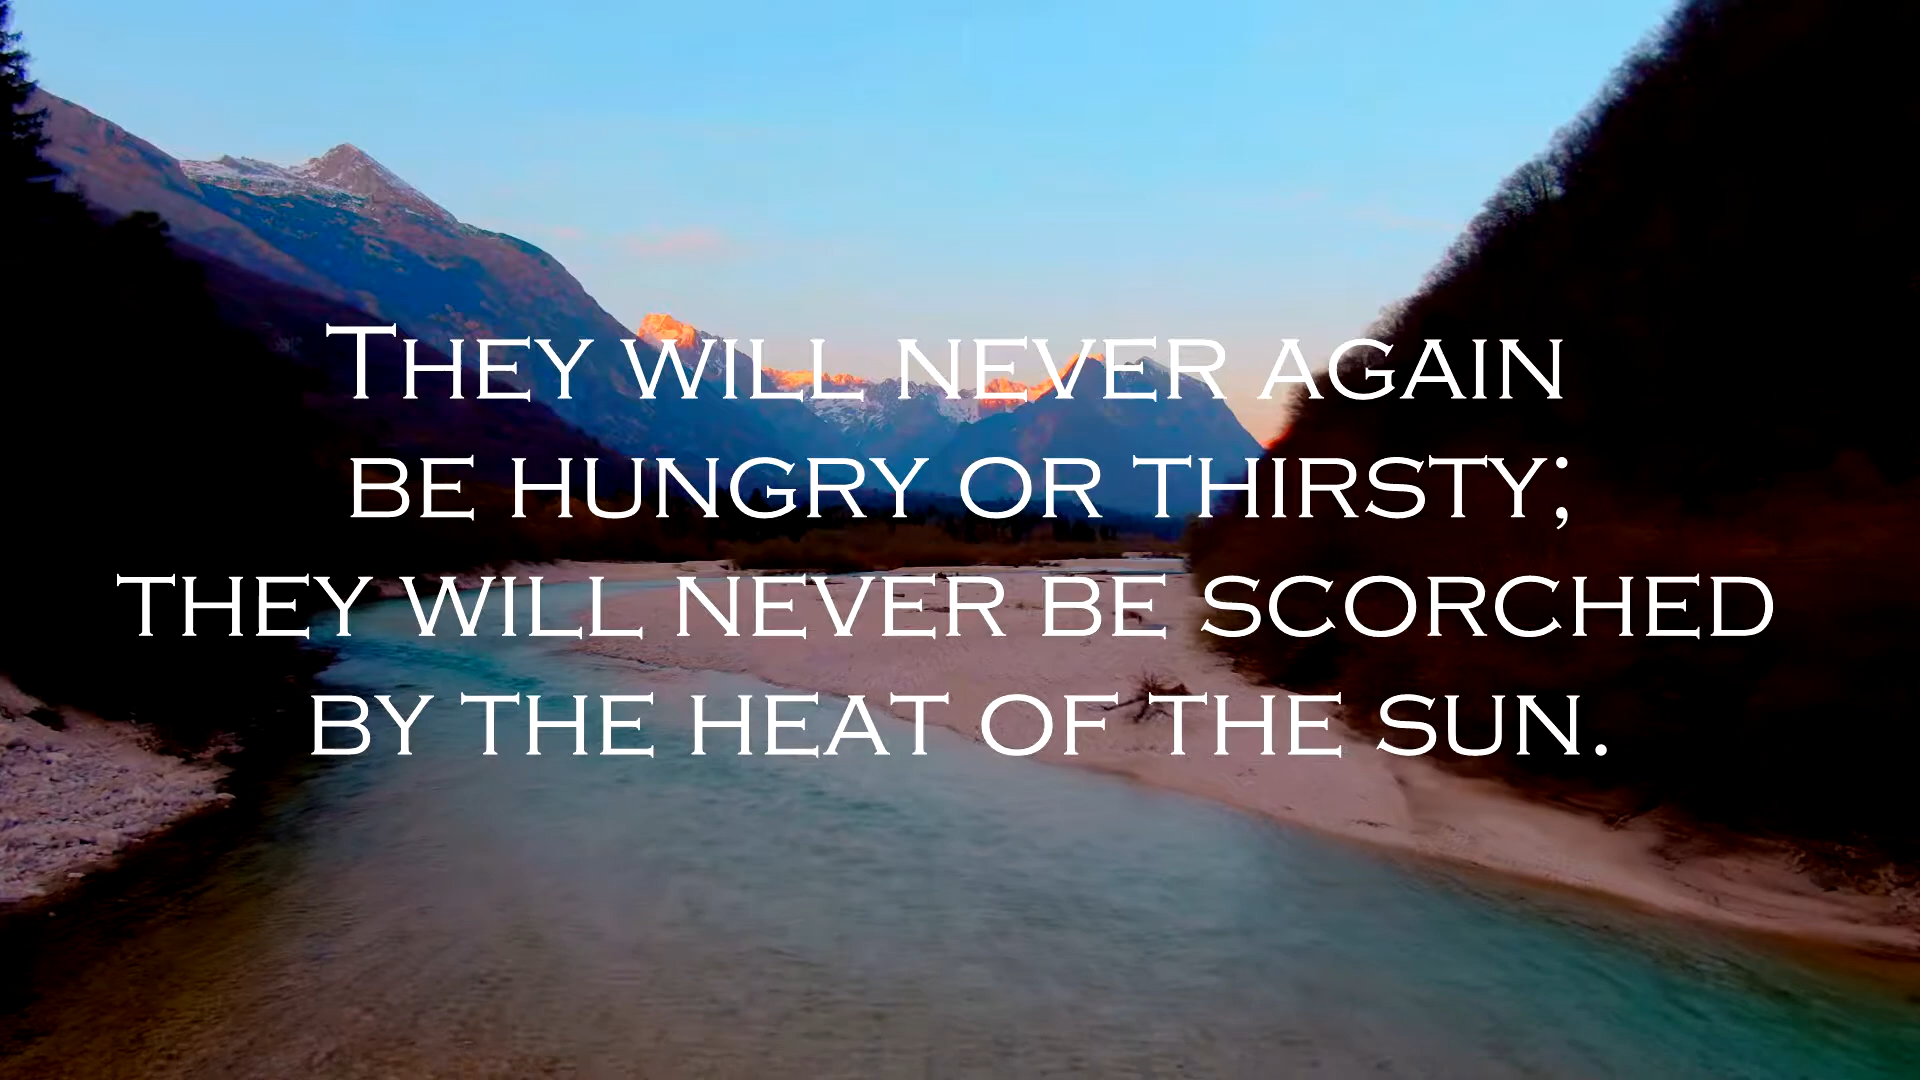 They will never again
be hungry or thirsty;
they will never be scorched
by the heat of the sun.